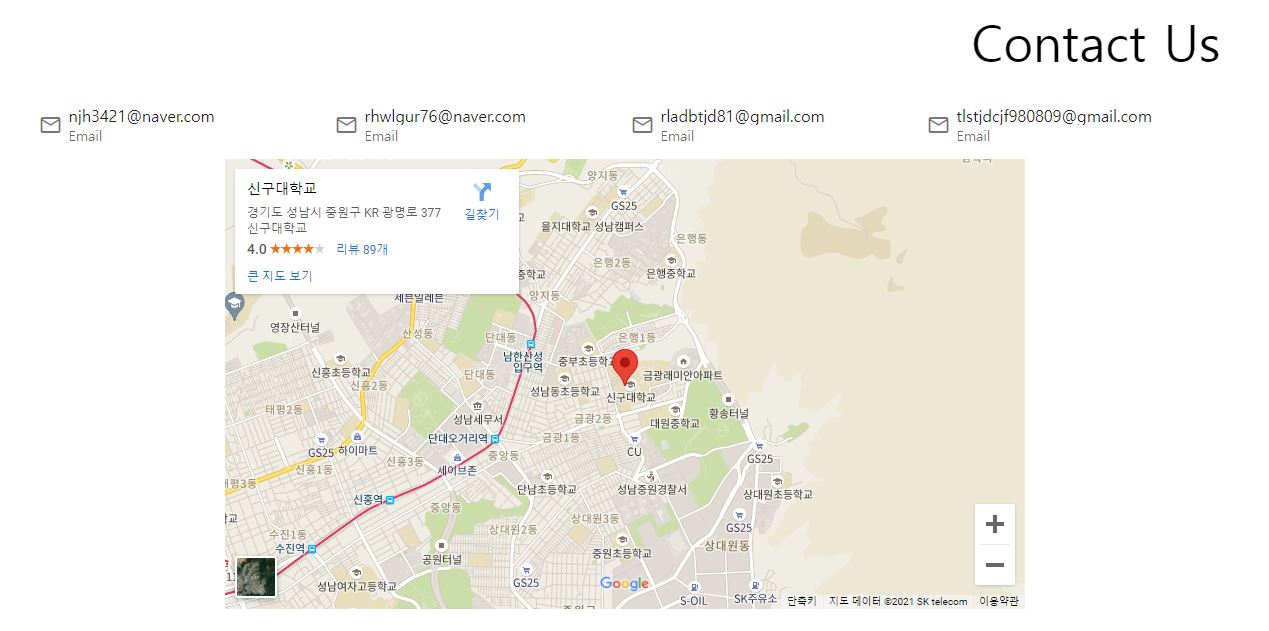 Contact Us
njh3421@naver.com
Email
rhwlgur76@naver.com
Email
rladbtjd81@gmail.com
Email
tlstjdcjf980809@gmail.com
Email
신구대학교
경기도 성남시 중원구 KR 광명로 377
신구대학교
4.0
리뷰 89개
큰 지도 보기
길찾기
양지동
GS25
을지대학교 성남캠퍼스
은행동
은행2동
은행중학교
중학교
세븐일레븐
양지동
영장산터널
산성동
단대동
은행1동
남한산성
입구역
중부초등학교
신흥초등학교
신흥2동
단대동
성남동초등학교
금광래미안아파트
신구대학교
태평2동
성남세무서
금광2동
대원중학교
황송터널
GS25
하이마트
단대오거리역
금광1동
CU
GS25
신흥1동
신흥3동
세이브존
중앙동
태평3동
단남초등학교
성남중원경찰서
상대원초등학교
신흥역
중앙동
상대원3동
GS25
수진1동
상대원2동
상대원동
수진역
공원터널
중원초등학교
GS25
성남여자고등학교
Google
S-OIL
SK주유소
단축키
지도 데이터 ©2021 SK telecom
이용약관